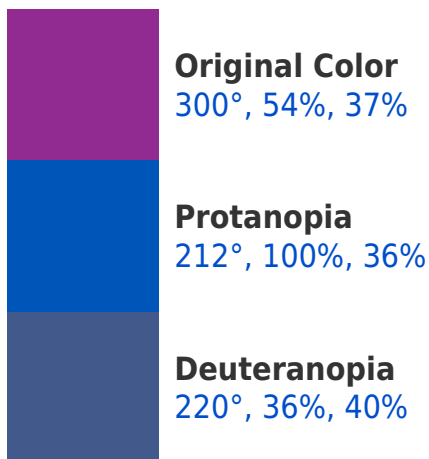 Original Color
300°, 54%, 37%
Protanopia
212°, 100%, 36%
Deuteranopia
220°, 36%, 40%